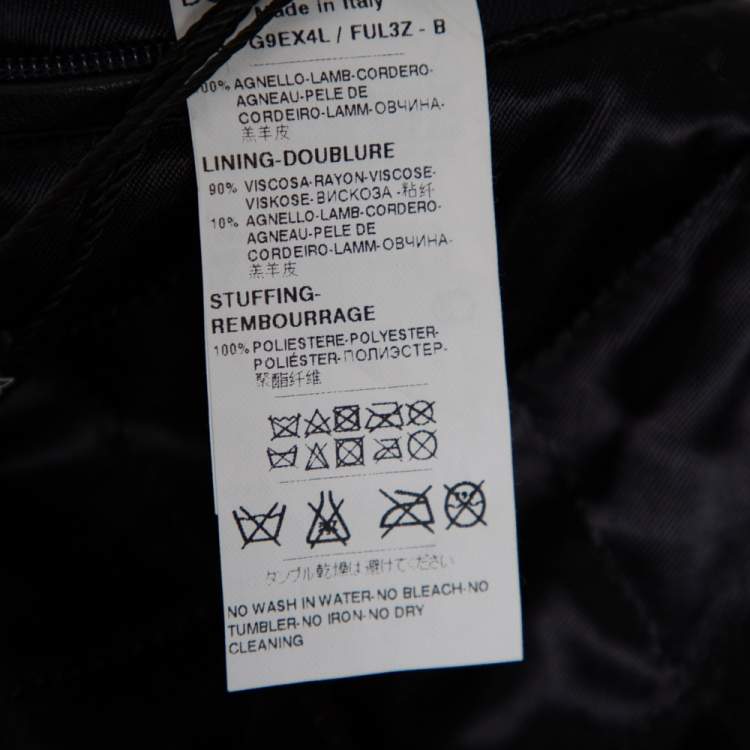 Made in Italy
G9EX4L / FUL3Z - B
00% AGNELLO-LAMB-CORDERO-
AGNEAU-PELE DE
CORDEIRO-LAMM-ОВЧИНА-
羔羊皮
LINING-DOUBLURE
90% VISCOSA-RAYON-VISCOSE-
VISKOSE-ВИСКОЗА -粘纤
10% AGNELLO-LAMB-CORDERO-
AGNEAU-PELE DE
CORDEIRO-LAMM-ОВЧИНА-
羔羊皮
STUFFING-
REMBOURRAGE
100% POLIESTERE-POLYESTER-
POLIÉSTER-ПОЛИЭСТЕР-
聚酯纤维
タンブル乾燥は避けてください
NO WASH IN WATER-NO BLEACH-NO
TUMBLER-NO IRON-NO DRY
CLEANING